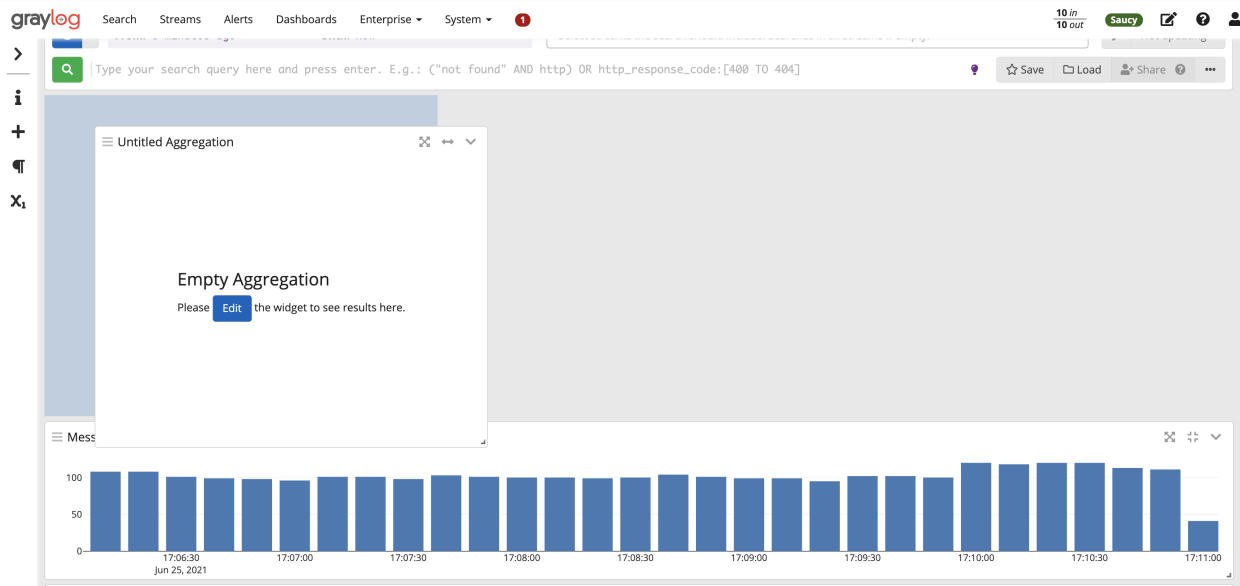 graylog Search Streams Alerts Dashboards Enterprise System 1 10 in Saucy
10 out
Type your search query here and press enter. E.g.: ("not found" AND http) OR http_response_code:[400 TO 404] Save Load Share
Untitled Aggregation
X1
Empty Aggregation
Please Edit the widget to see results here.
Mess
100
50
0
17:06:30 17:07:00 17:07:30 17:08:00 17:08:30 17:09:00 17:09:30 17:10:00 17:10:30 17:11:00
Jun 25, 2021